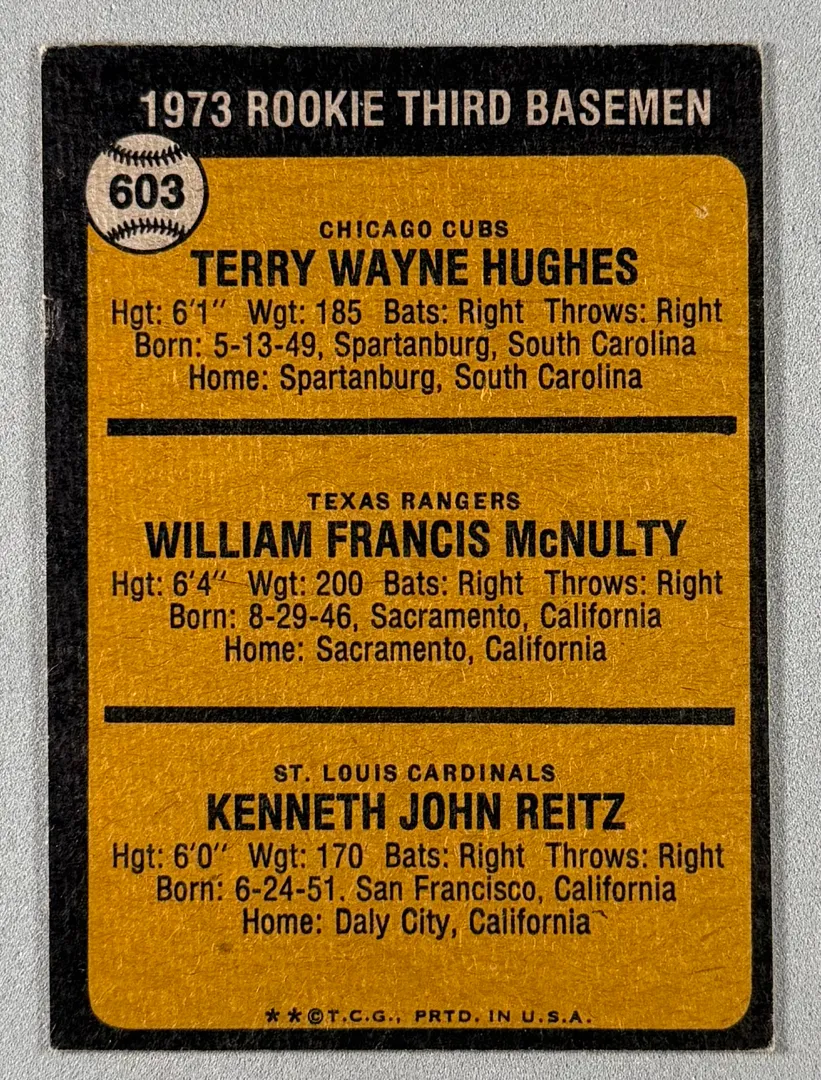 1973 ROOKIE THIRD BASEMEN
603
CHICAGO CUBS
TERRY WAYNE HUGHES
Hgt: 6'1" Wgt: 185 Bats: Right Throws: Right
Born: 5-13-49, Spartanburg, South Carolina
Home: Spartanburg, South Carolina
TEXAS RANGERS
WILLIAM FRANCIS McNULTY
Hgt: 6'4" Wgt: 200 Bats: Right Throws: Right
Born: 8-29-46, Sacramento, California
Home: Sacramento, California
ST. LOUIS CARDINALS
KENNETH JOHN REITZ
Hgt: 6'0" Wgt: 170 Bats: Right Throws: Right
Born: 6-24-51. San Francisco, California
Home: Daly City, California
**©T.C.G., PRTD. IN U.S.A.